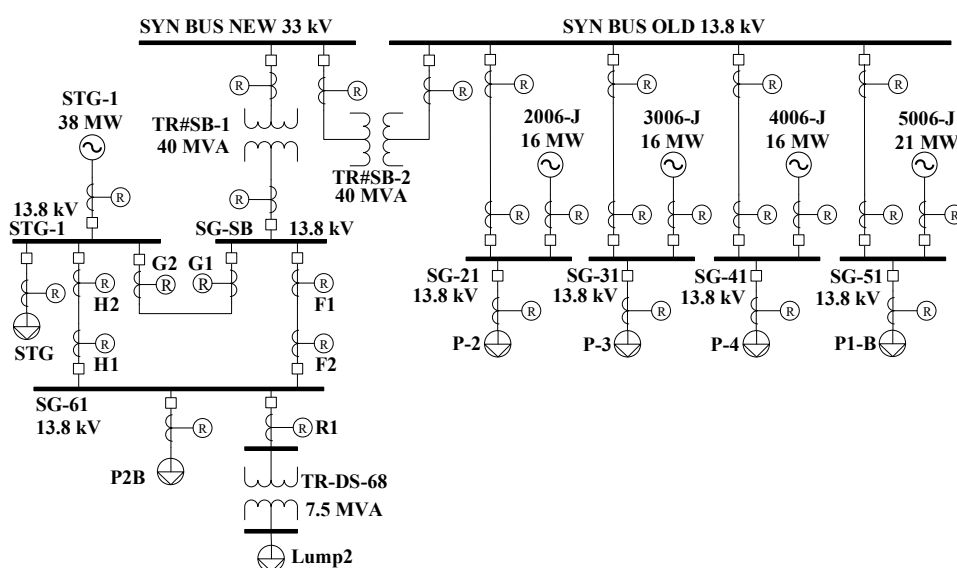 SYN BUS NEW 33 kV
SYN BUS OLD 13.8 kV
R
R
R
STG-1
38 MW
TR#SB-1
40 MVA
R
R
R
R
2006-J
16 MW
3006-J
16 MW
4006-J
16 MW
5006-J
21 MW
TR#SB-2
40 MVA
R
R
13.8 kV
STG-1
SG-SB
13.8 kV
R
R
R
R
R
R
R
R
G2
G1
SG-21
13.8 kV
SG-31
13.8 kV
SG-41
13.8 kV
SG-51
13.8 kV
R
R
R
R
R
R
H2
F1
R
R
R
R
STG
R
H1
R
F2
P-2
P-3
P-4
P1-B
SG-61
13.8 kV
R
R
R1
P2B
TR-DS-68
7.5 MVA
Lump2